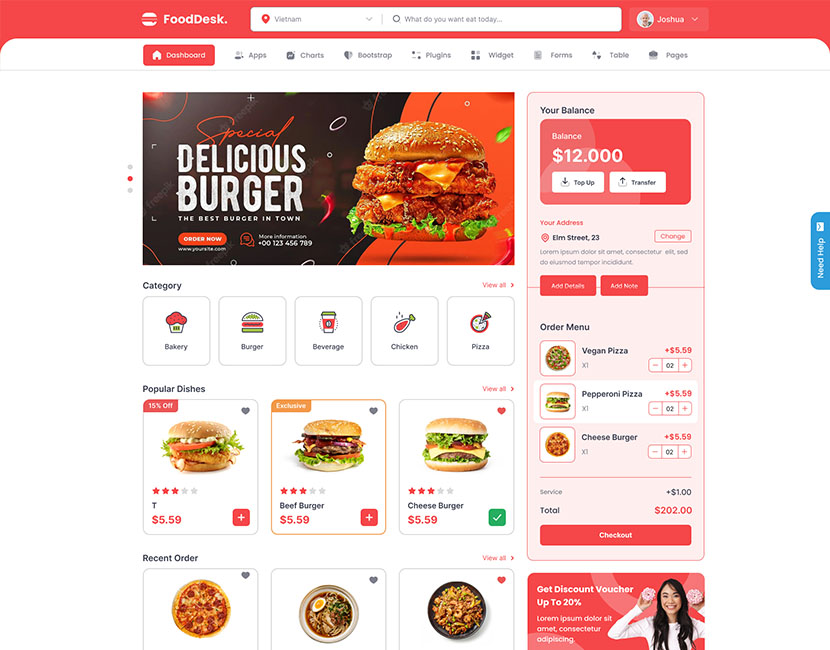 FoodDesk.
Vietnam
What do you want eat today...
Joshua
Dashboard
Apps
Charts
Bootstrap
Plugins
Widget
Forms
Table
Pages
Special
DELICIOUS
BURGER
THE BEST BURGER IN TOWN
ORDER NOW
www.yoursite.com
More information
+00 123 456 789
Your Balance
Balance
$12.000
Top Up
Transfer
Your Address
Elm Street, 23
Change
Lorem ipsum dolor sit amet, consectetur elit, sed
do eiusmod tempor incididunt.
Add Details
Add Note
Need Help
Category
View all
Bakery
Burger
Beverage
Chicken
Pizza
Order Menu
Vegan Pizza
+$5.59
X1
02
Pepperoni Pizza
+$5.59
X1
02
Cheese Burger
+$5.59
X1
02
Service
+$1.00
Total
$202.00
Checkout
Popular Dishes
View all
15% Off
T
$5.59
Exclusive
Beef Burger
$5.59
Cheese Burger
$5.59
Recent Order
View all
Get Discount Voucher
Up To 20%
Lorem ipsum dolor sit
amet, consectetur
adipiscing.